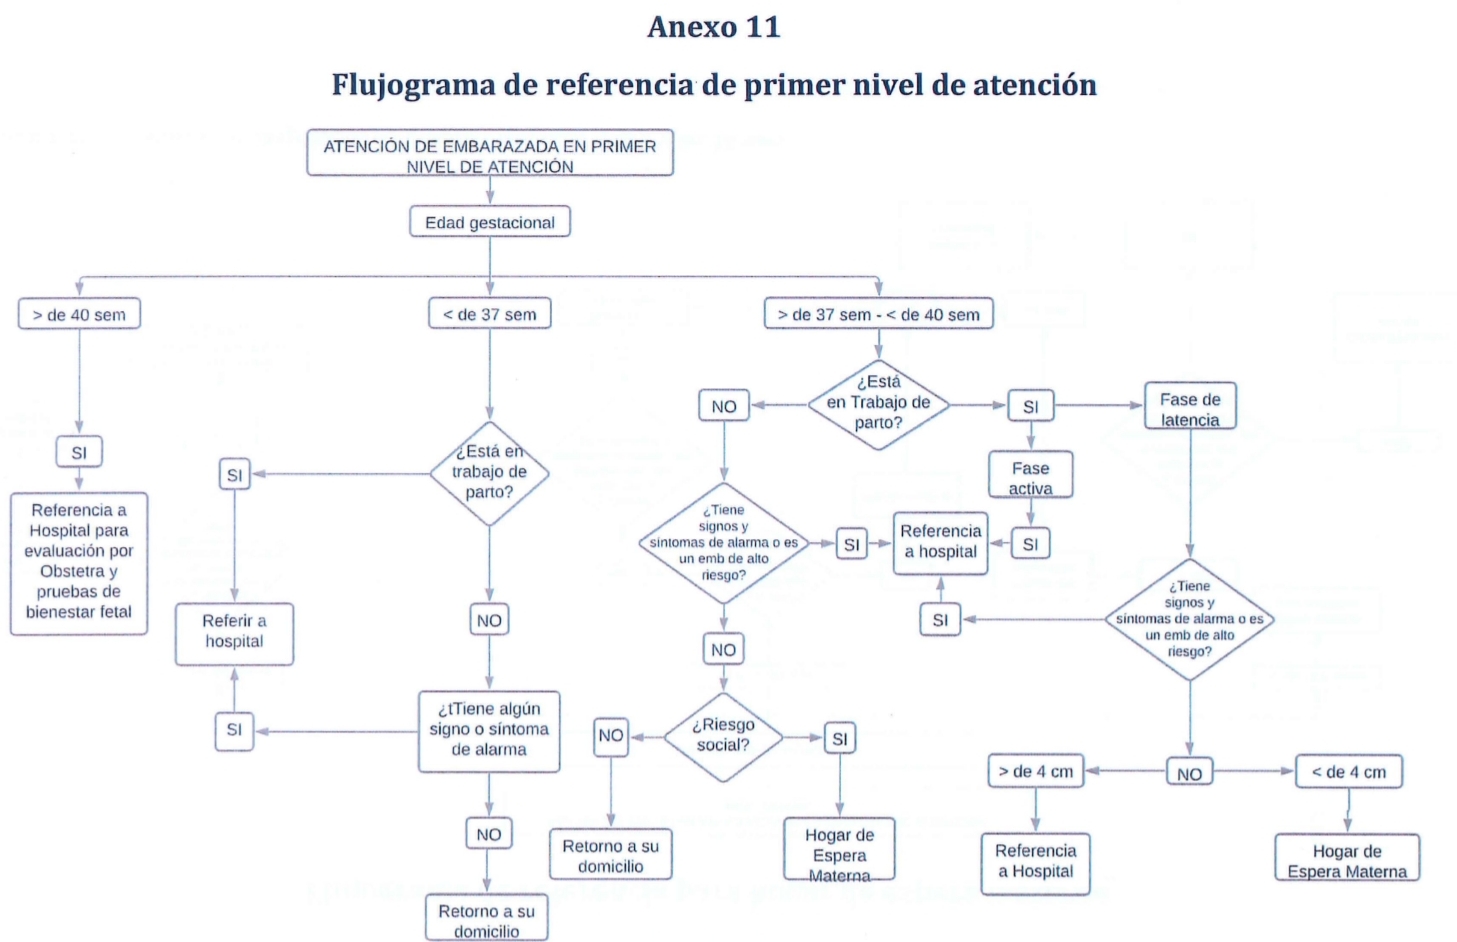 Anexo 11
Flujograma de referencia de primer nivel de atención
ATENCIÓN DE EMBARAZADA EN PRIMER
NIVEL DE ATENCIÓN
Edad gestacional
> de 40 sem
SI
Referencia a
Hospital para
evaluación por
Obstetra y
pruebas de
bienestar fetal
< de 37 sem
¿Está en
trabajo de
parto?
SI
Referir a
hospital
NO
¿tTiene algún
signo o síntoma
de alarma
SI
NO
Retorno a su
domicilio
> de 37 sem - < de 40 sem
¿Está
en Trabajo de
parto?
NO
¿Tiene
signos y
síntomas de alarma o es
un emb de alto
riesgo?
SI
Referencia
a hospital
NO
¿Riesgo
social?
NO
Retorno a su
domicilio
SI
Hogar de
Espera
Materna
SI
Fase
activa
SI
Fase de
latencia
¿Tiene
signos y
síntomas de alarma o es
un emb de alto
riesgo?
SI
NO
> de 4 cm
Referencia
a Hospital
< de 4 cm
Hogar de
Espera Materna